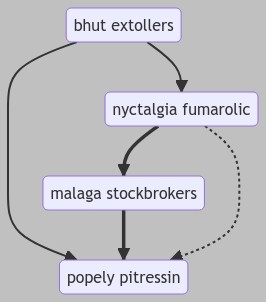 bhut extollers
nyctalgia fumarolic
malaga stockbrokers
popely pitressin